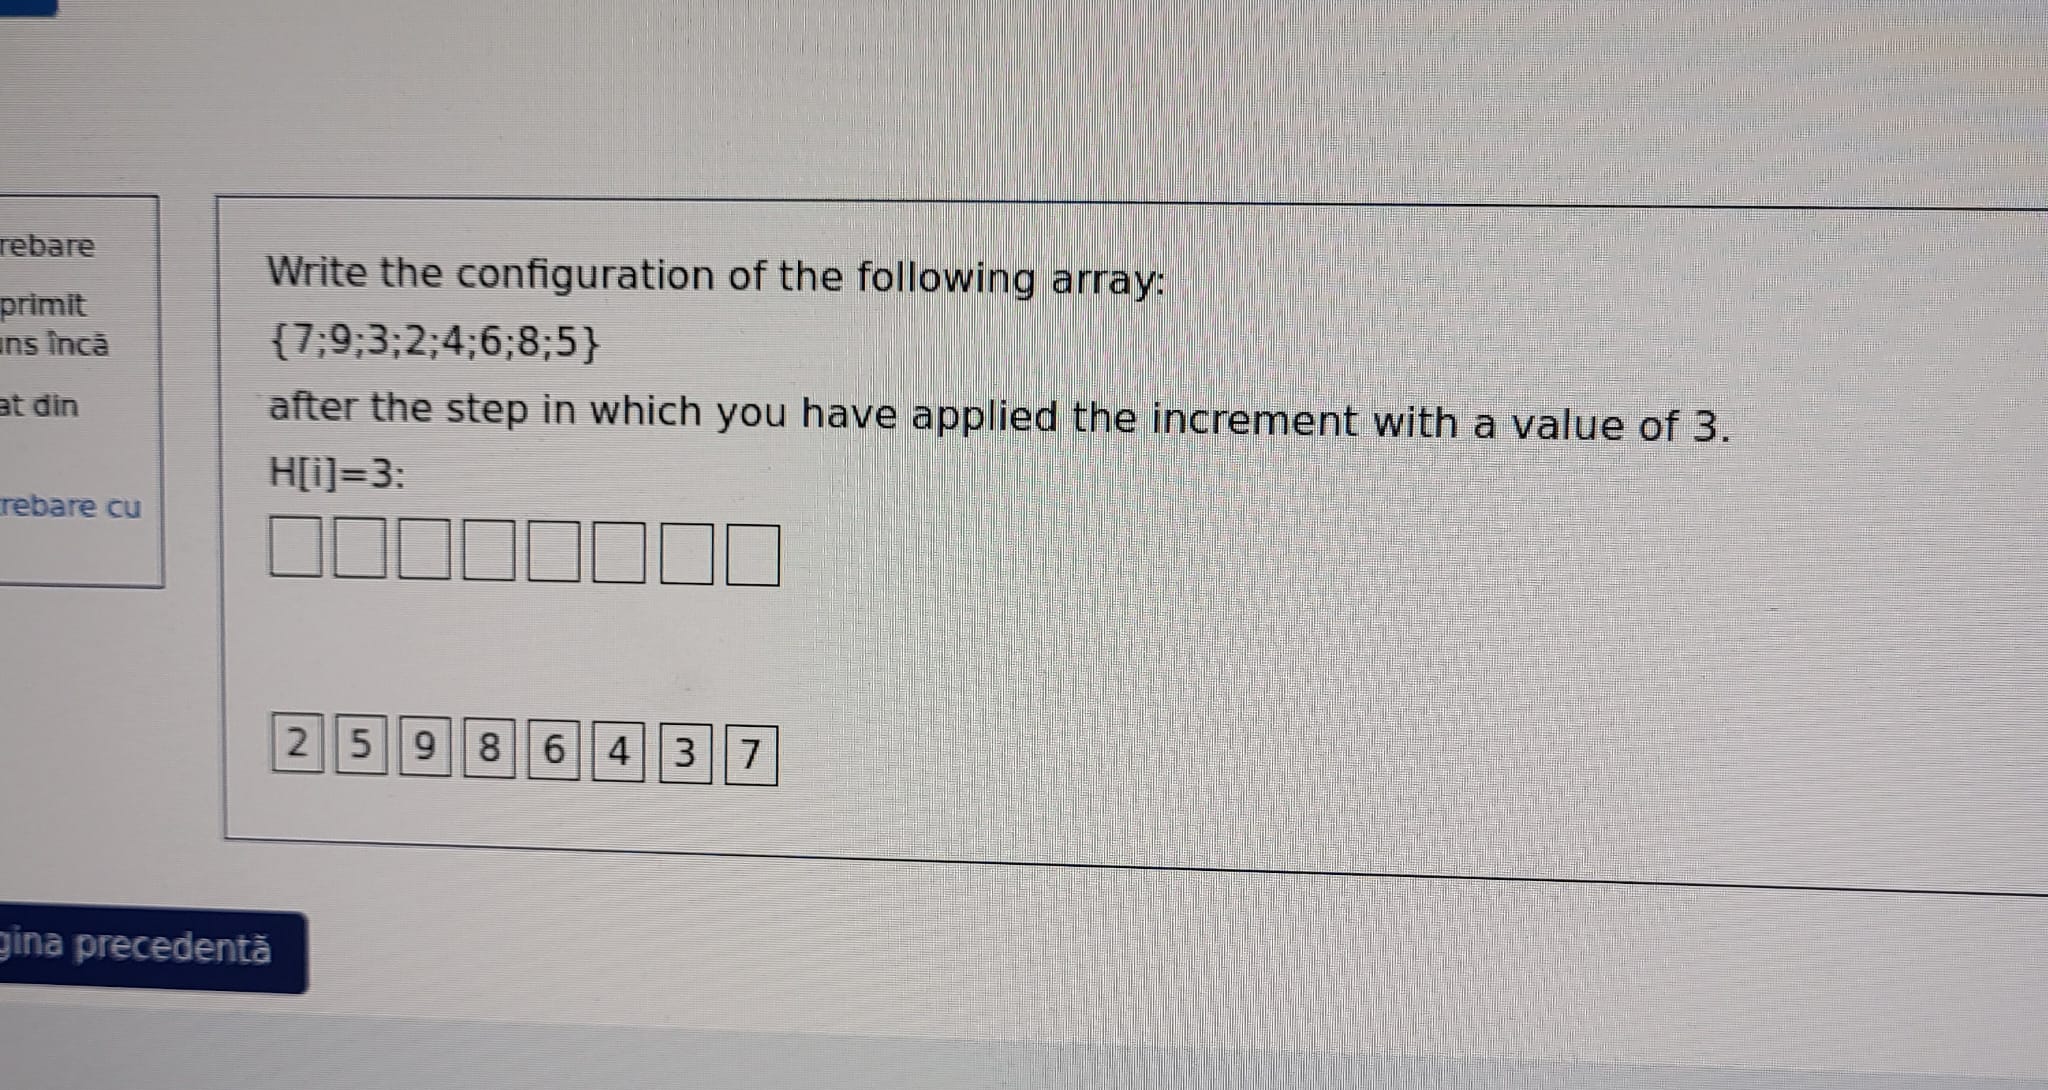 rebare
primit
uns încă
at din
rebare cu
Write the configuration of the following array:
{7;9;3;2;4;6;8;5}
after the step in which you have applied the increment with a value of 3.
H[i]=3:
2 5 9 8 6 4 3 7
gina precedentă